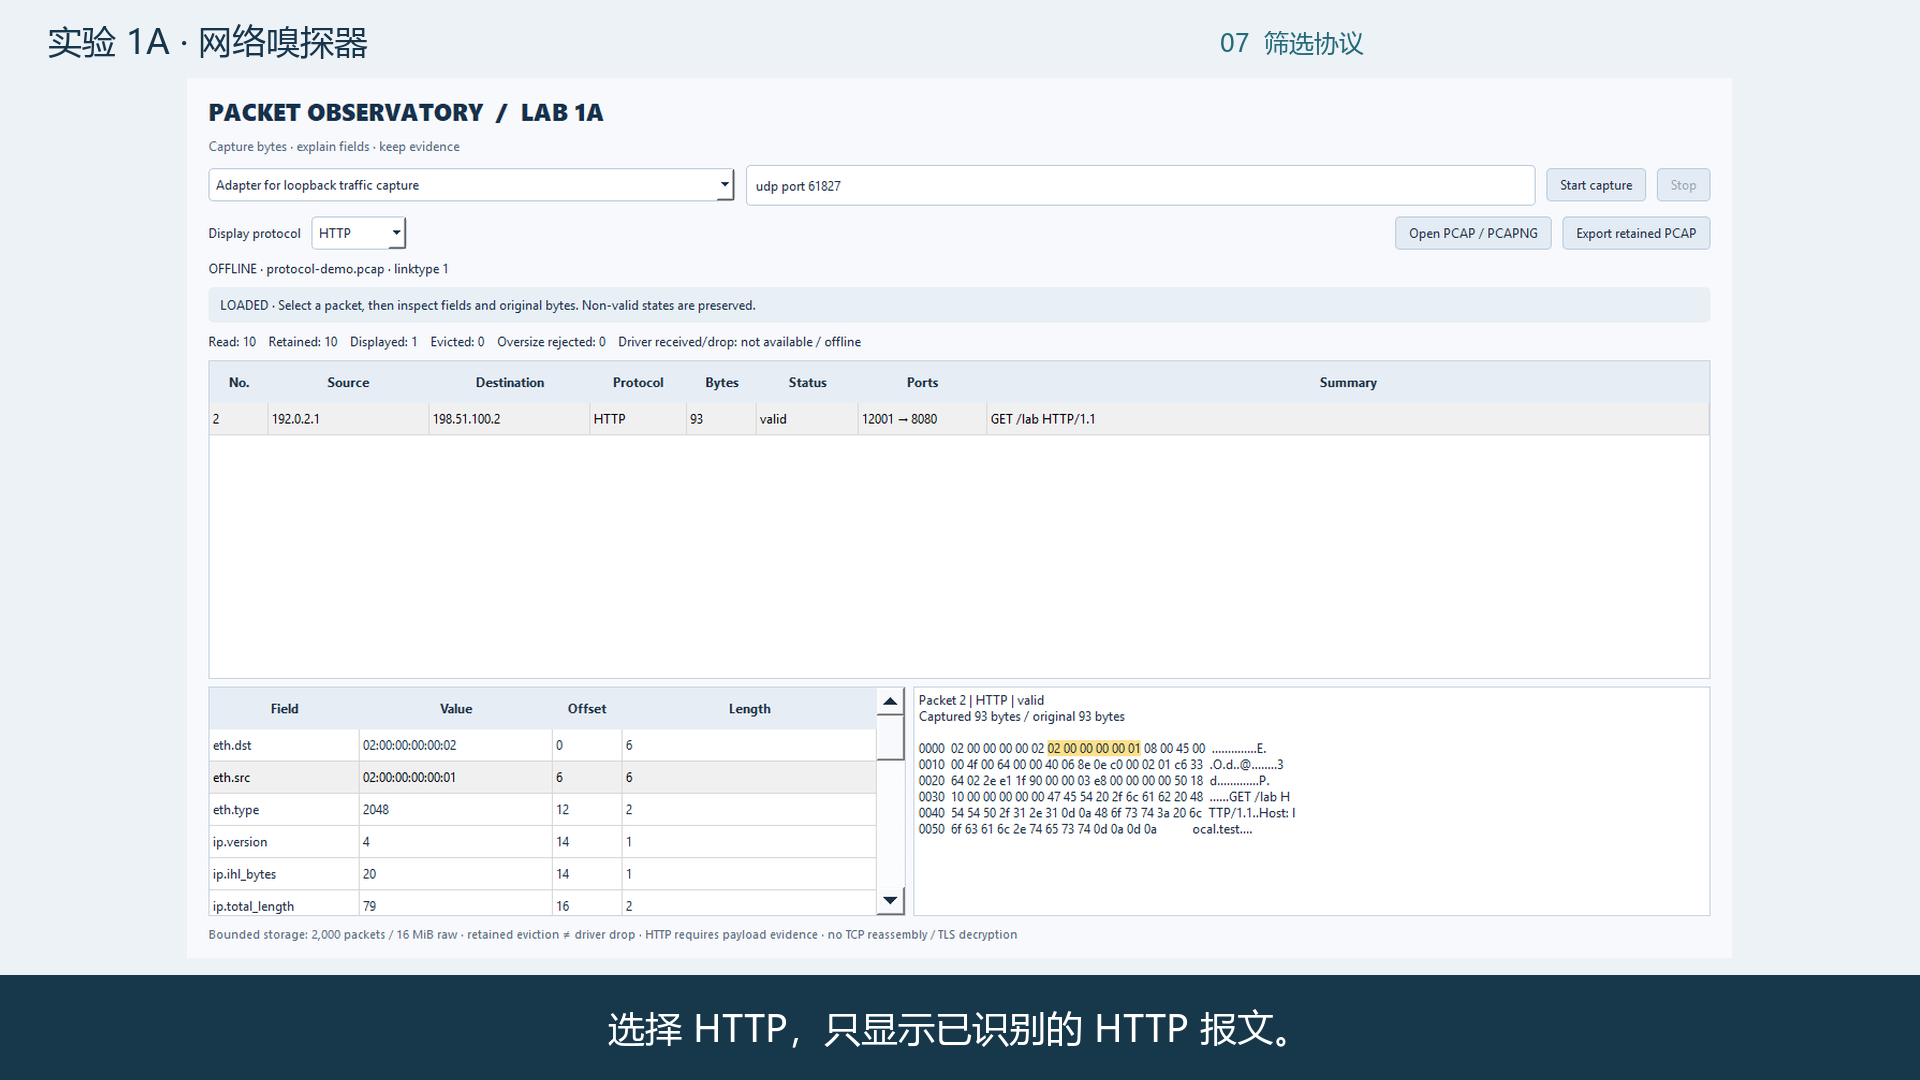 实验 1A · 网络嗅探器
07 筛选协议
PACKET OBSERVATORY / LAB 1A
Capture bytes · explain fields · keep evidence
Adapter for loopback traffic capture
udp port 61827
Start capture
Stop
Display protocol
HTTP
Open PCAP / PCAPNG
Export retained PCAP
OFFLINE · protocol-demo.pcap · linktype 1
LOADED · Select a packet, then inspect fields and original bytes. Non-valid states are preserved.
Read: 10 Retained: 10 Displayed: 1 Evicted: 0 Oversize rejected: 0 Driver received/drop: not available / offline
No. Source Destination Protocol Bytes Status Ports Summary
2 192.0.2.1 198.51.100.2 HTTP 93 valid 12001 → 8080 GET /lab HTTP/1.1
Field Value Offset Length
eth.dst 02:00:00:00:00:02 0 6
eth.src 02:00:00:00:00:01 6 6
eth.type 2048 12 2
ip.version 4 14 1
ip.ihl_bytes 20 14 1
ip.total_length 79 16 2
Packet 2 | HTTP | valid
Captured 93 bytes / original 93 bytes
0000 02 00 00 00 00 02 02 00 00 00 00 01 08 00 45 00 ..............E.
0010 00 4f 00 64 00 00 40 06 8e 0e c0 00 02 01 c6 33 .O.d..@........3
0020 64 02 2e e1 1f 90 00 00 03 e8 00 00 00 00 50 18 d.............P.
0030 10 00 00 00 00 00 47 45 54 20 2f 6c 61 62 20 48 ......GET /lab H
0040 54 54 50 2f 31 2e 31 0d 0a 48 6f 73 74 3a 20 6c TTP/1.1..Host: l
0050 6f 63 61 6c 2e 74 65 73 74 0d 0a 0d 0a ocal.test....
Bounded storage: 2,000 packets / 16 MiB raw · retained eviction ≠ driver drop · HTTP requires payload evidence · no TCP reassembly / TLS decryption
选择 HTTP，只显示已识别的 HTTP 报文。